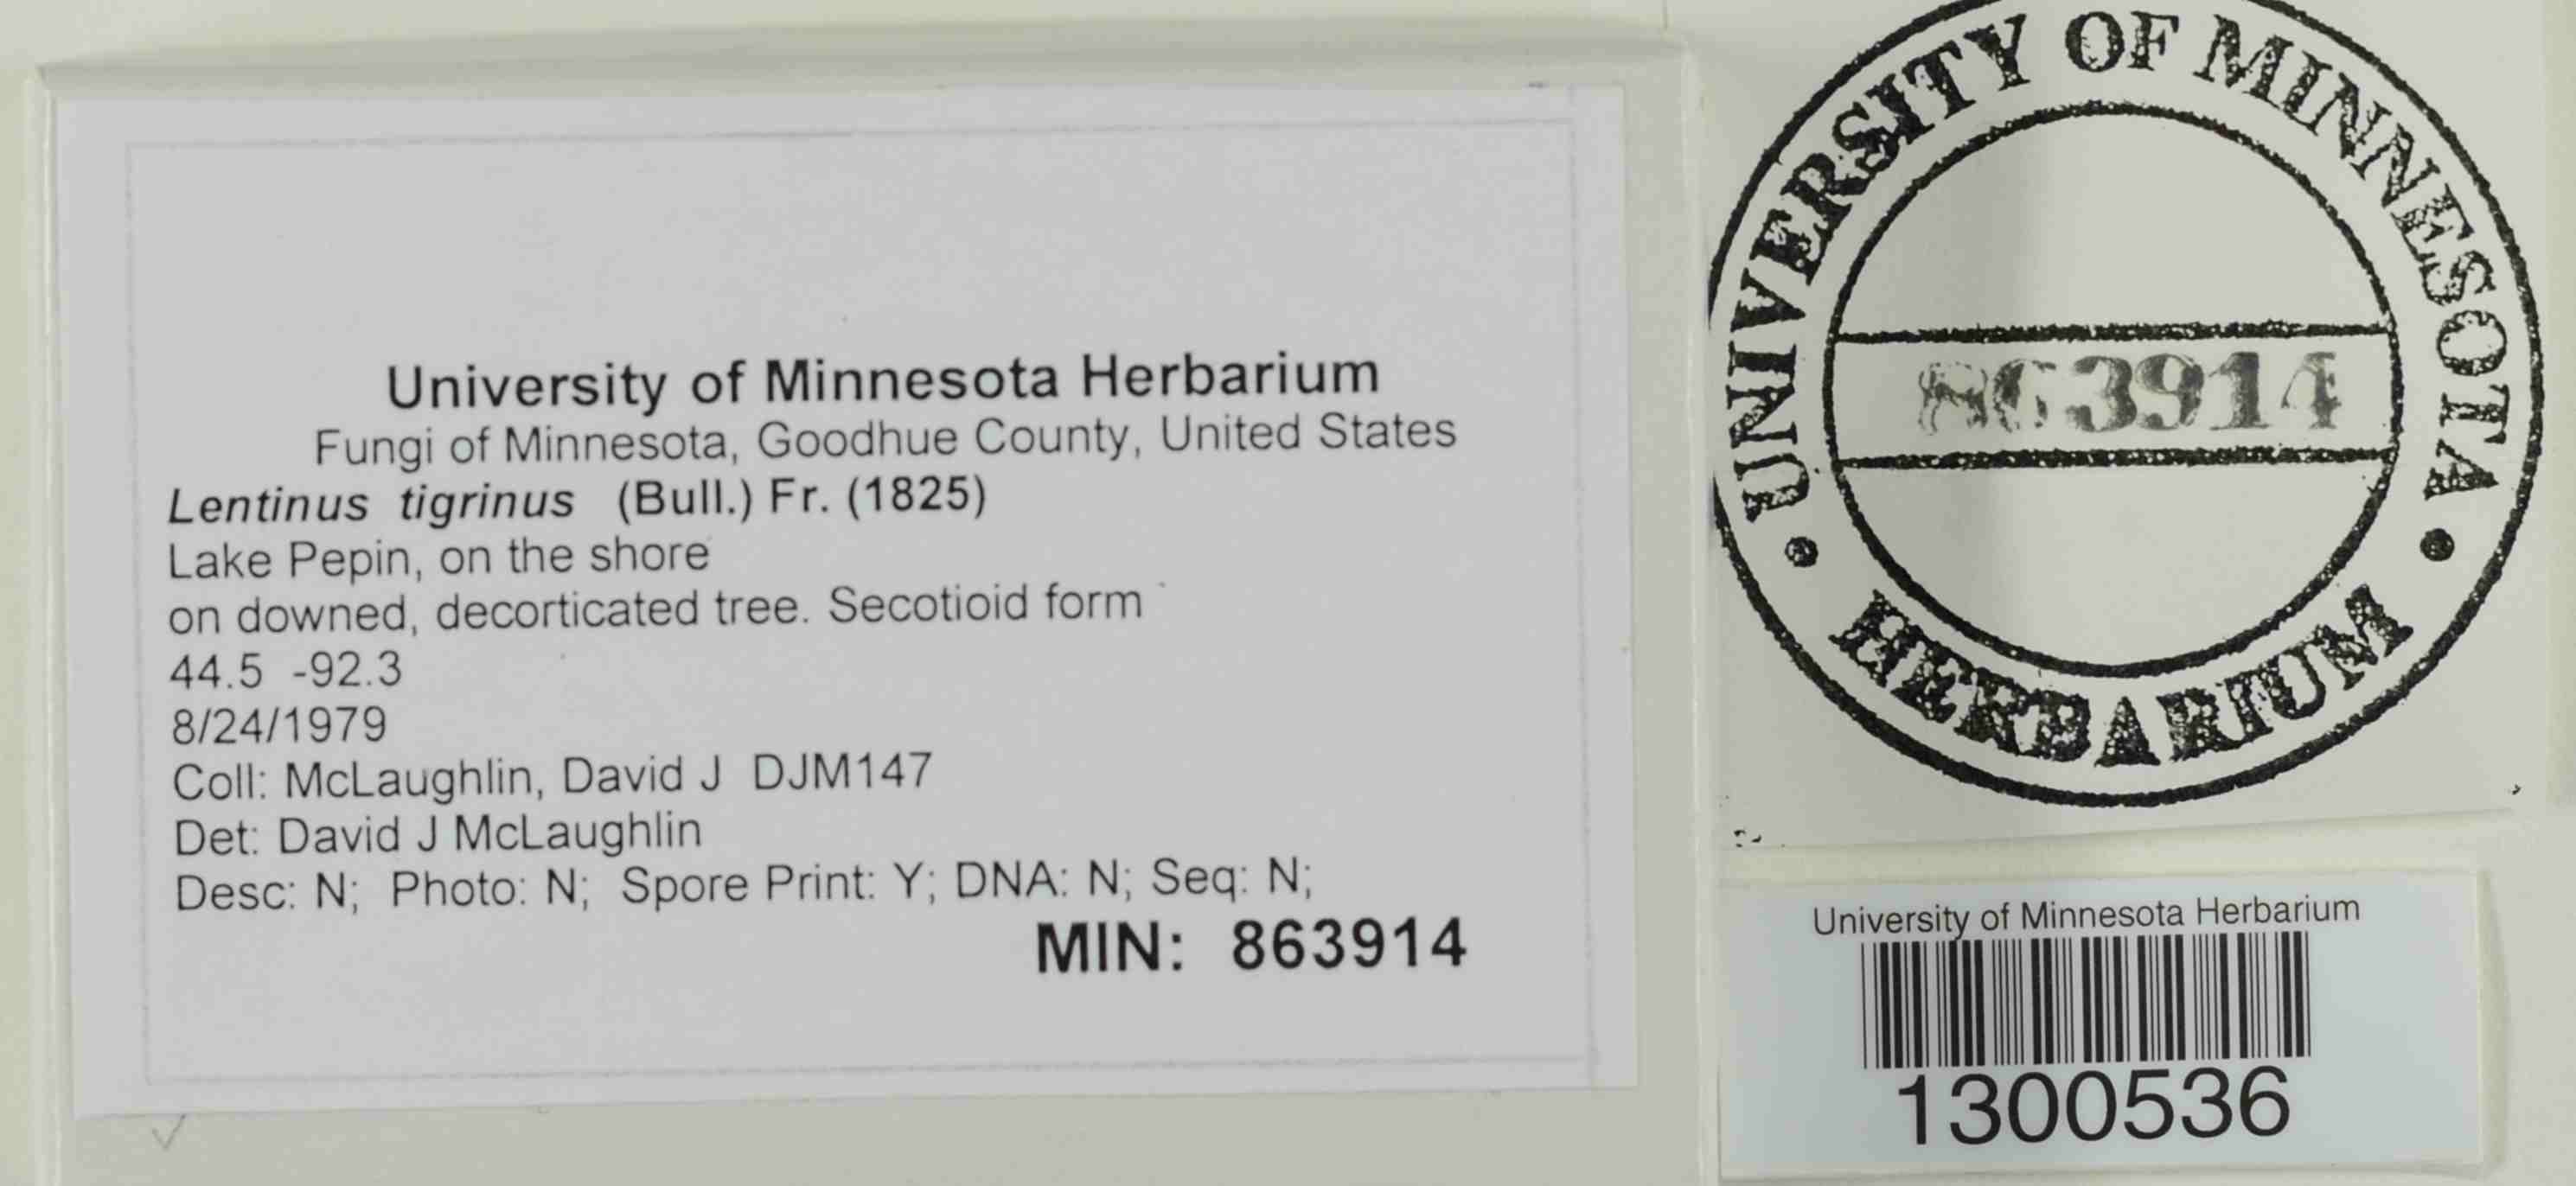 University of Minnesota Herbarium
Fungi of Minnesota, Goodhue County, United States
Lentinus tigrinus (Bull.) Fr. (1825)
Lake Pepin, on the shore
on downed, decorticated tree. Secotioid form
44.5 -92.3
8/24/1979
Coll: McLaughlin, David J DJM147
Det: David J McLaughlin
Desc: N; Photo: N; Spore Print: Y; DNA: N; Seq: N;
MIN: 863914
UNIVERSITY OF MINNESOTA
863914
• HERBARIUM •
University of Minnesota Herbarium
1300536